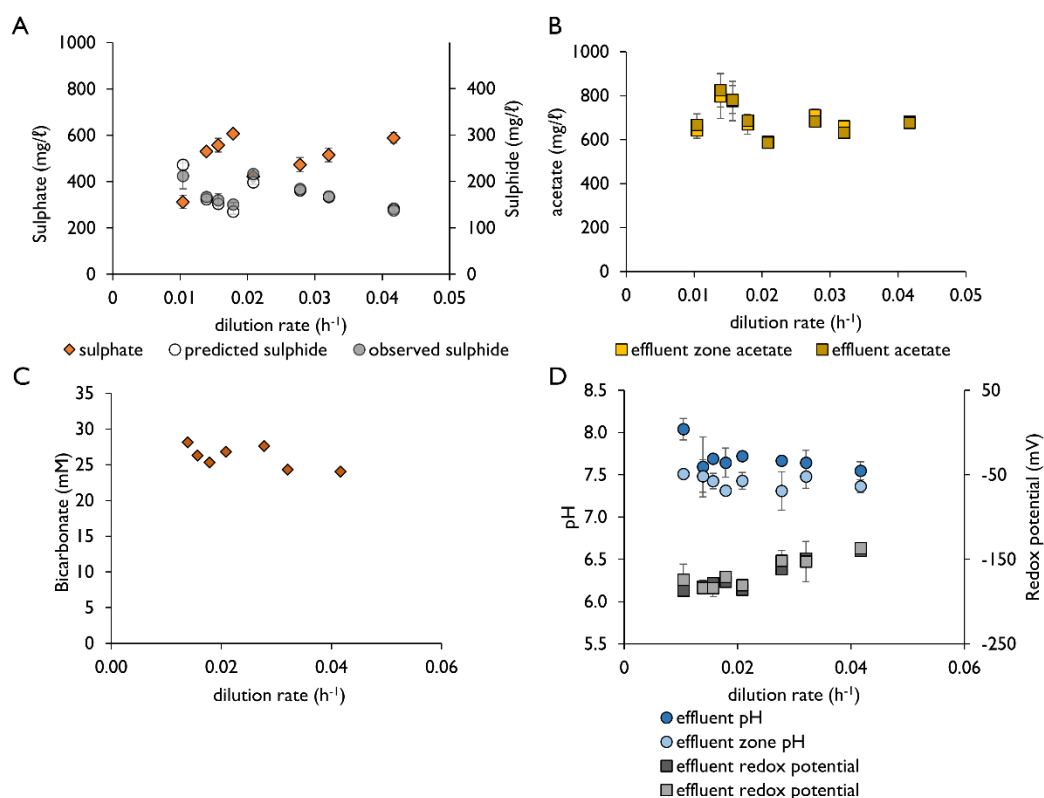 A
1000
800
600
400
200
0
Sulphate (mg/ℓ)
400
300
200
100
0
Sulphide (mg/ℓ)
0 0.01 0.02 0.03 0.04 0.05
dilution rate (h⁻¹)
sulphate predicted sulphide observed sulphide
B
1000
800
600
400
200
0
acetate (mg/ℓ)
0 0.01 0.02 0.03 0.04 0.05
dilution rate (h⁻¹)
effluent zone acetate effluent acetate
C
35
30
25
20
15
10
5
0
Bicarbonate (mM)
0.00 0.02 0.04 0.06
dilution rate (h⁻¹)
D
8.5
8.0
7.5
7.0
6.5
6.0
5.5
pH
50
-50
-150
-250
Redox potential (mV)
0 0.02 0.04 0.06
dilution rate (h⁻¹)
effluent pH
effluent zone pH
effluent redox potential
effluent redox potential